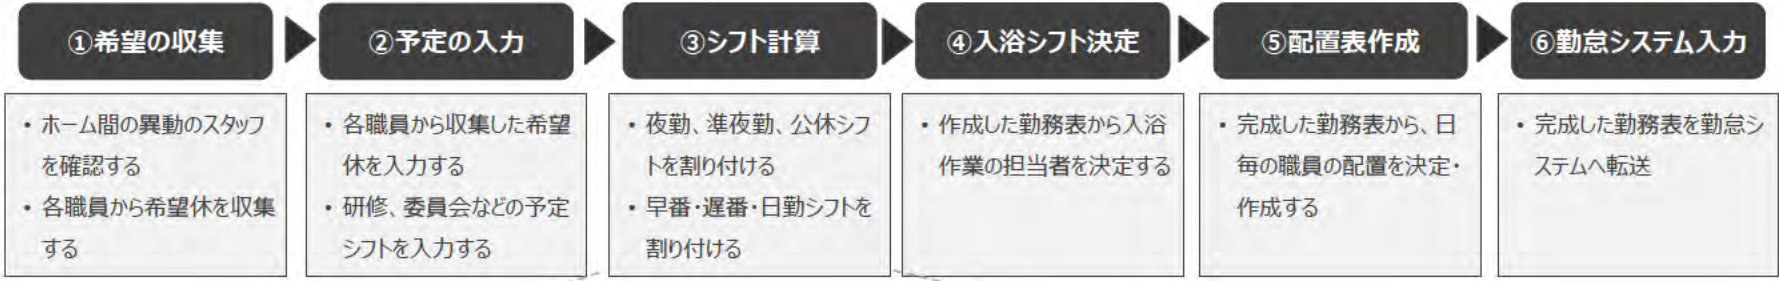 ①希望の収集
・ホーム間の異動のスタッフ
を確認する
・各職員から希望休を収集
する
②予定の入力
・各職員から収集した希望
休を入力する
・研修、委員会などの予定
シフトを入力する
③シフト計算
・夜勤、準夜勤、公休シフ
トを割り付ける
・早番・遅番・日勤シフトを
割り付ける
④入浴シフト決定
・作成した勤務表から入浴
作業の担当者を決定する
⑤配置表作成
・完成した勤務表から、日
毎の職員の配置を決定・
作成する
⑥勤怠システム入力
・完成した勤務表を勤怠シ
ステムへ転送